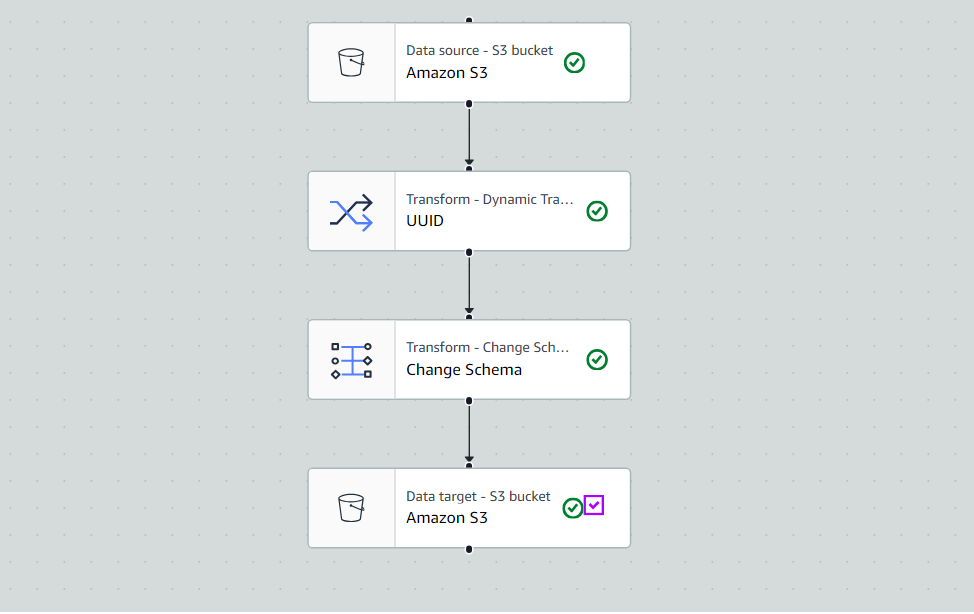 Data source - S3 bucket
Amazon S3
Transform - Dynamic Tra...
UUID
Transform - Change Sch...
Change Schema
Data target - S3 bucket
Amazon S3